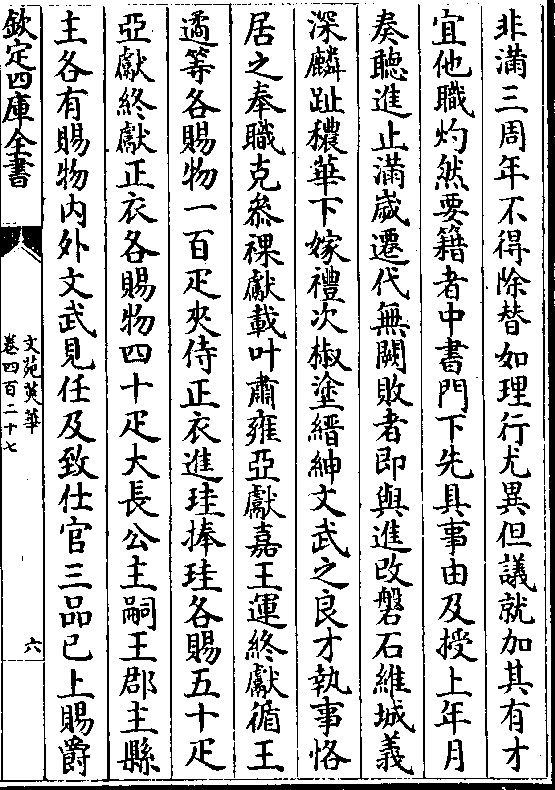 非滿三周年不得除替如理行尤異但議就加其有才
宜他職灼然要籍者中書門下先具事由及授上年月
奏聽進止滿歲遷代無闕敗者即與進改磐石維城義
深麟趾穠華下嫁禮次椒塗縉紳文武之良才執事恪
居之奉職克叅祼獻載叶肅雍亞獻嘉王運終獻循王
遹等各賜物一百疋夾侍正衣進珪捧珪各賜五十疋
亞獻終獻正衣各賜物四十疋大長公主嗣王郡主縣
主各有賜物内外文武見任及致仕官三品已上賜爵
欽定四庫全書
文苑英華
卷四百二十七
六